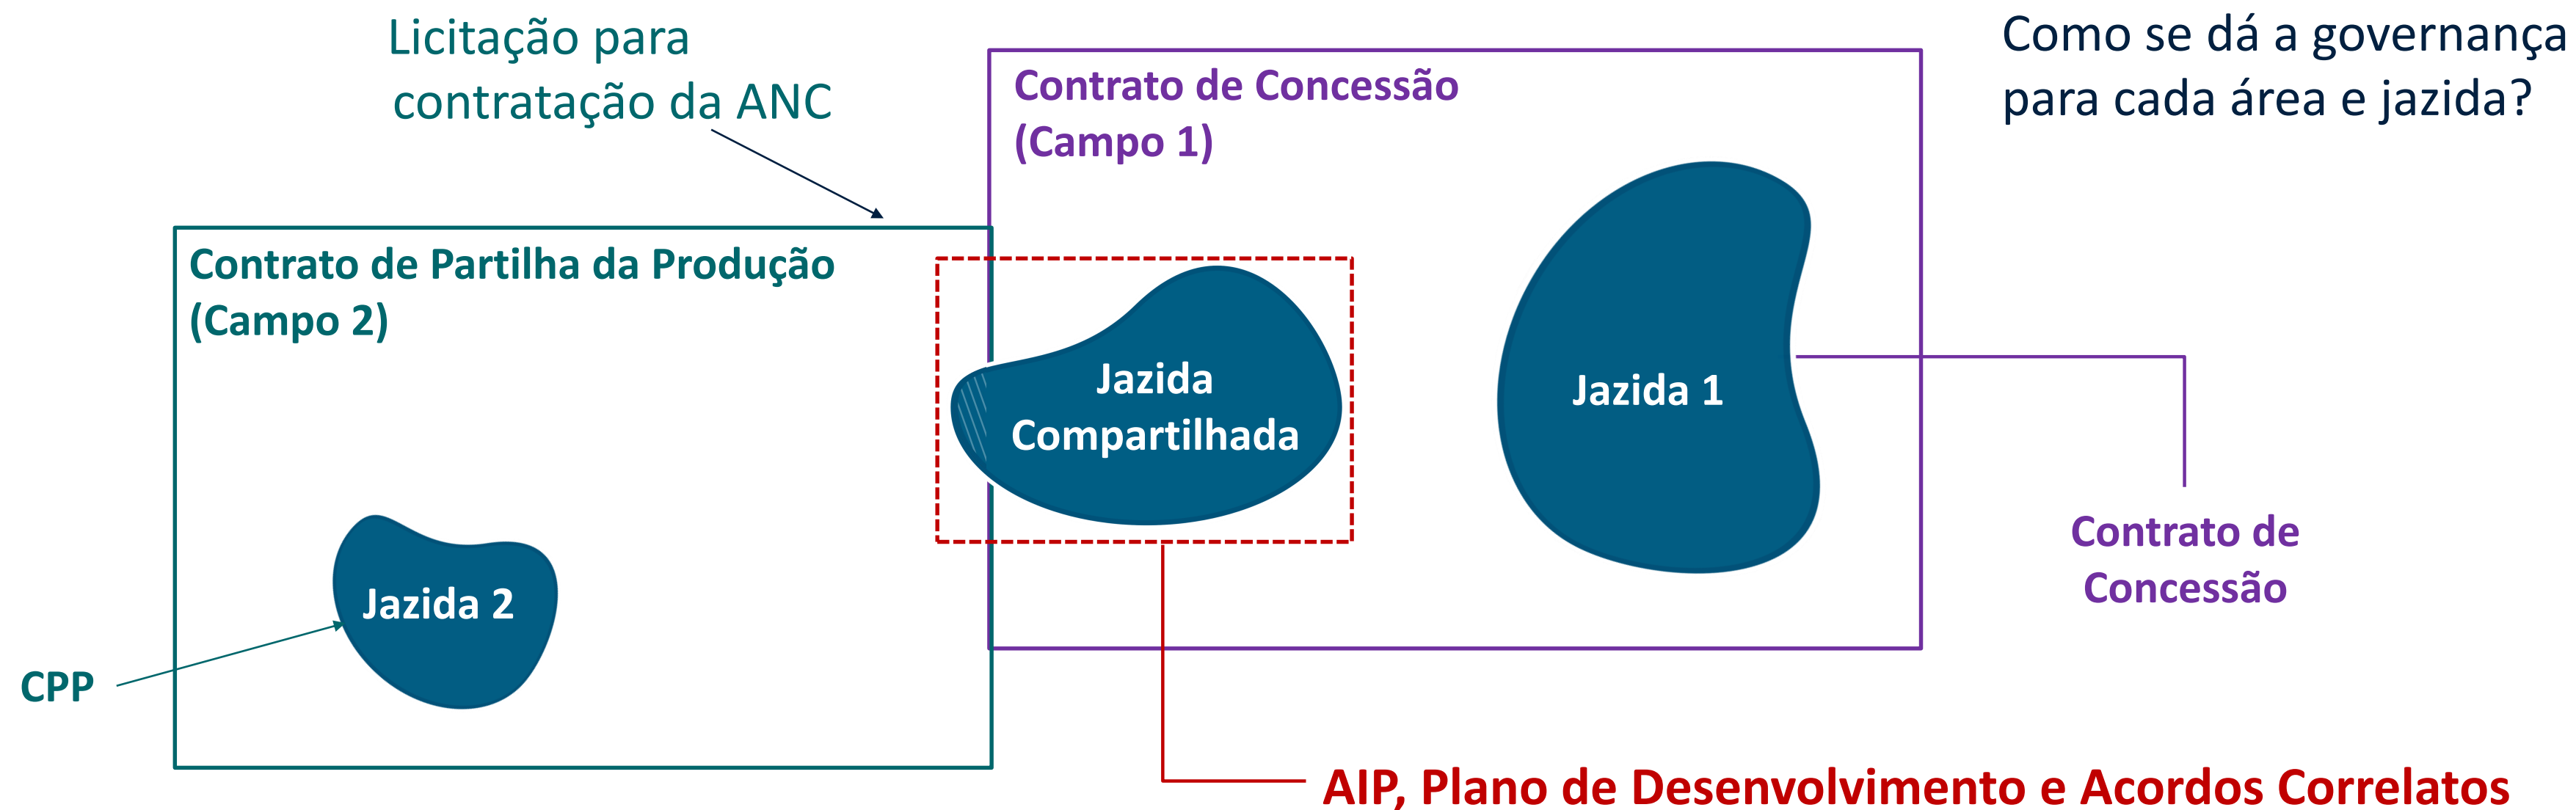 Licitação para
contratação da ANC
Contrato de Concessão
(Campo 1)
Como se dá a governança
para cada área e jazida?
Contrato de Partilha da Produção
(Campo 2)
Jazida
Compartilhada
Jazida 1
Jazida 2
Contrato de
Concessão
CPP
AIP, Plano de Desenvolvimento e Acordos Correlatos